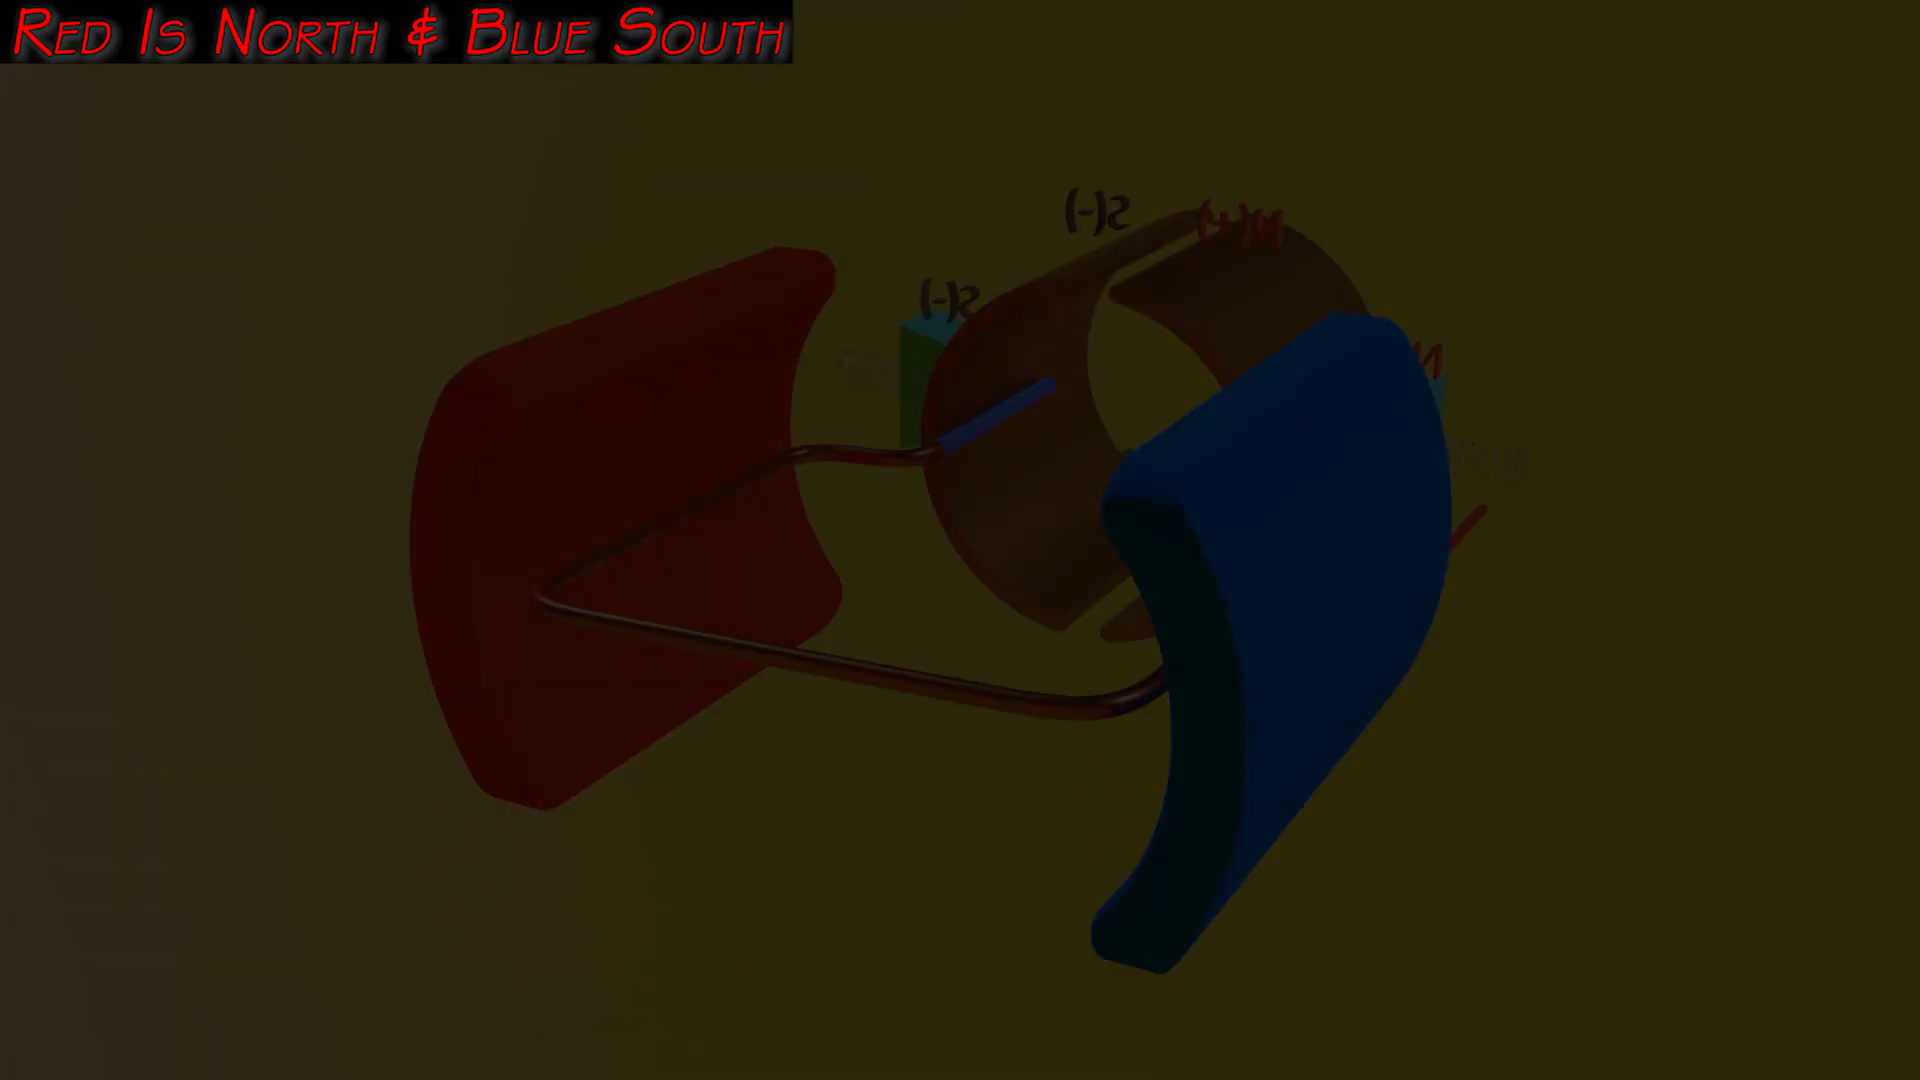 Red Is North & Blue South
(-)S
N(+)
(-)S
N